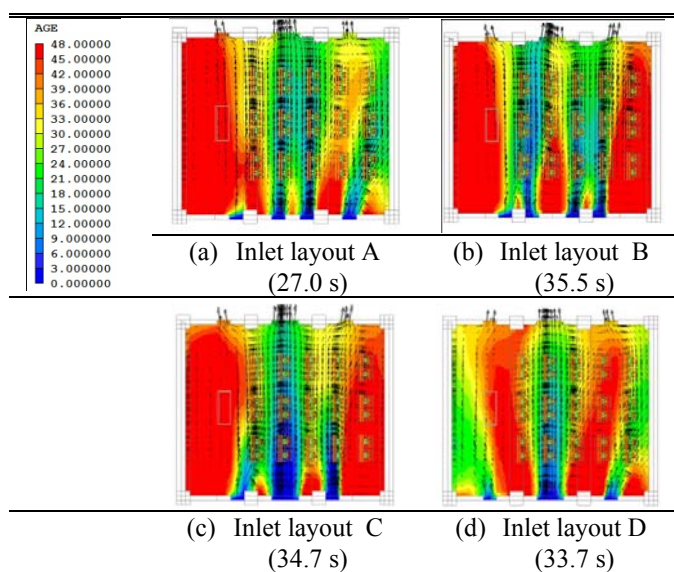 AGE
48.00000
45.00000
42.00000
39.00000
36.00000
33.00000
30.00000
27.00000
24.00000
21.00000
18.00000
15.00000
12.00000
9.000000
6.000000
3.000000
0.000000
(a) Inlet layout A
(27.0 s)
(b) Inlet layout B
(35.5 s)
(c) Inlet layout C
(34.7 s)
(d) Inlet layout D
(33.7 s)